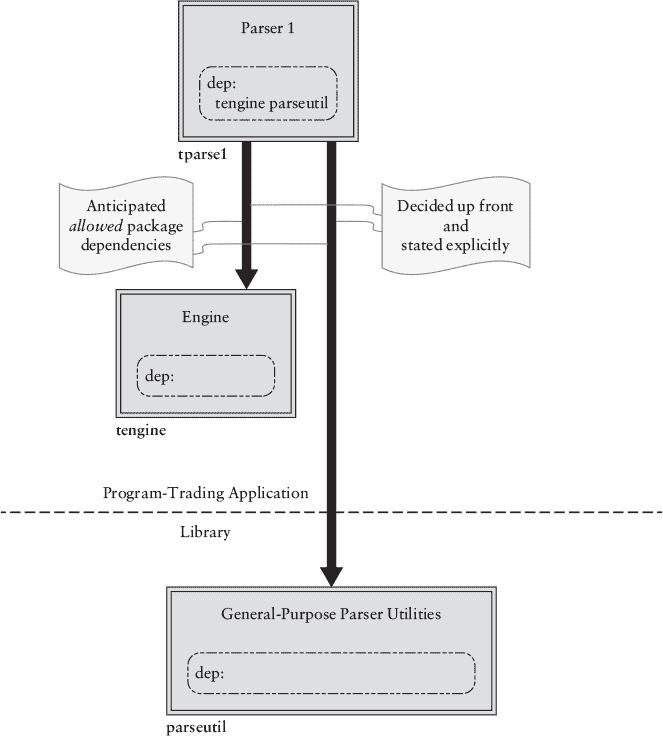 Parser 1
dep:
tengine parseutil
tparse1
Anticipated
allowed package
dependencies
Decided up front
and
stated explicitly
Engine
dep:
tengine
Program-Trading Application
Library
General-Purpose Parser Utilities
dep:
parseutil